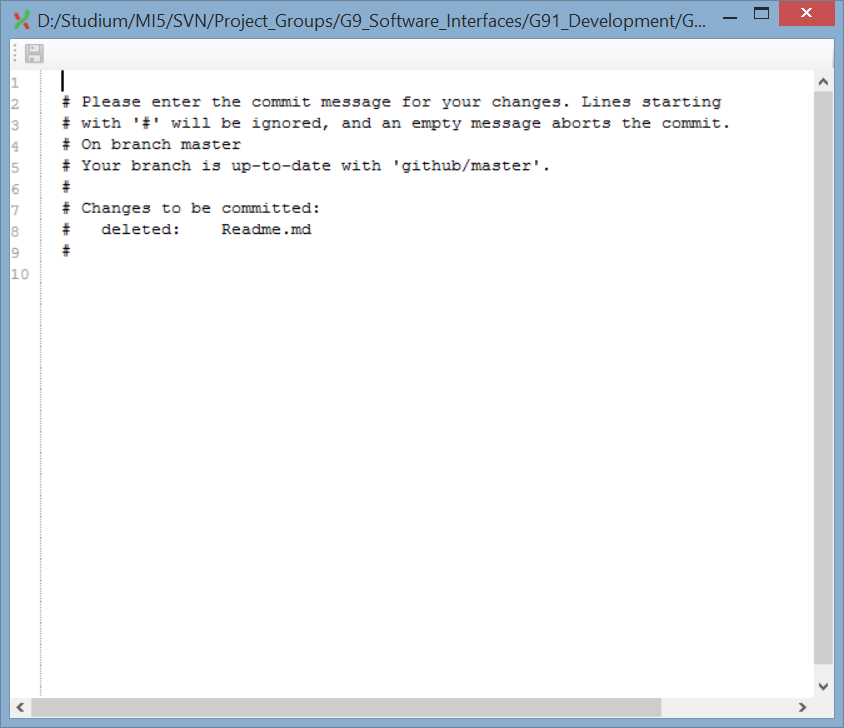 D:/Studium/MI5/SVN/Project_Groups/G9_Software_Interfaces/G91_Development/G...
1
2 # Please enter the commit message for your changes. Lines starting
3 # with '#' will be ignored, and an empty message aborts the commit.
4 # On branch master
5 # Your branch is up-to-date with 'github/master'.
6 #
7 # Changes to be committed:
8 #   deleted:    Readme.md
9 #
10